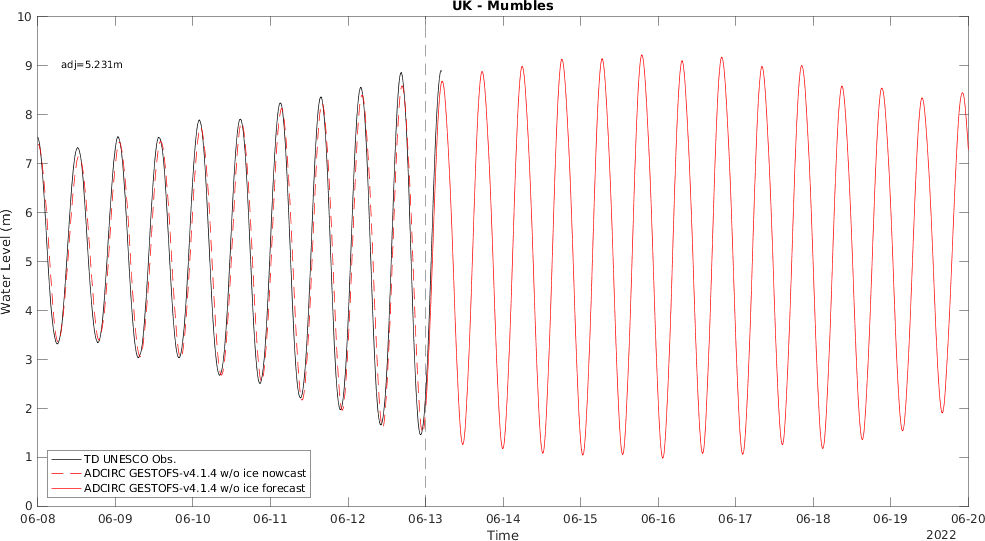 UK - Mumbles
10
9
8
7
6
5
4
3
2
1
0
Water Level (m)
adj=5.231m
TD UNESCO Obs.
ADCIRC GESTOFS-v4.1.4 w/o ice nowcast
ADCIRC GESTOFS-v4.1.4 w/o ice forecast
06-08 06-09 06-10 06-11 06-12 06-13 06-14 06-15 06-16 06-17 06-18 06-19 06-20
Time
2022